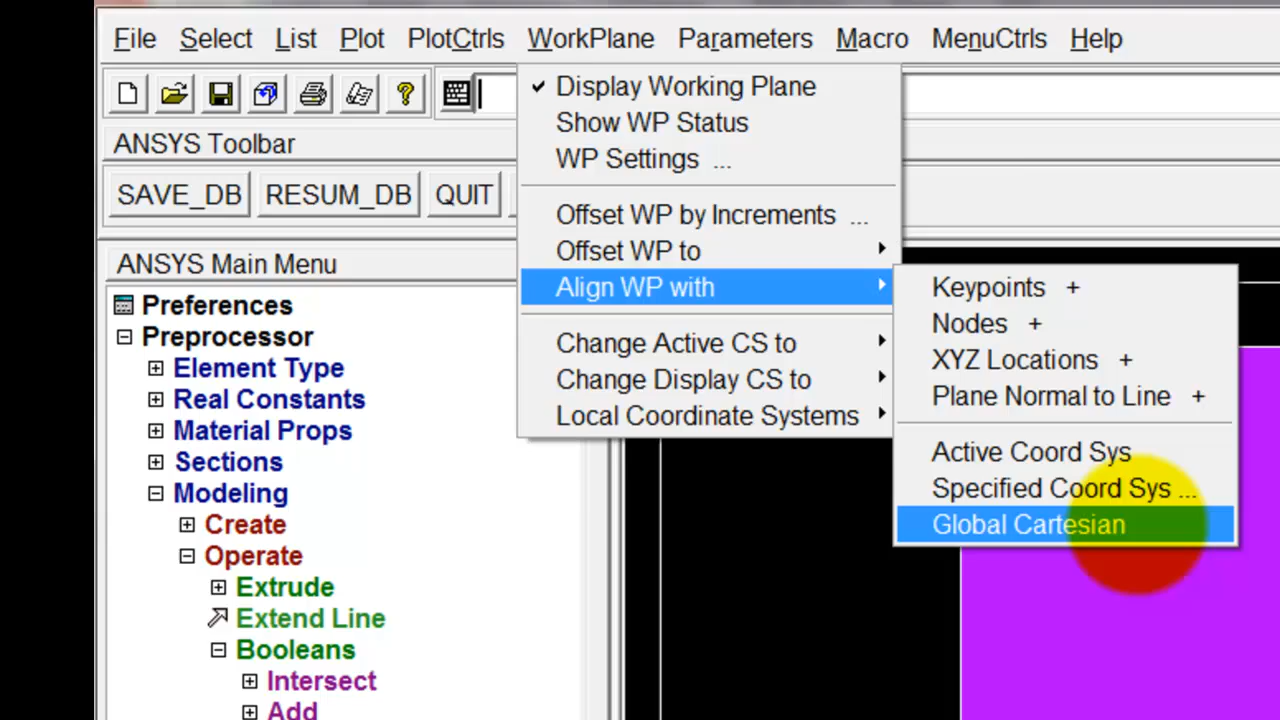 File Select List Plot PlotCtrls WorkPlane Parameters Macro MenuCtrls Help
Display Working Plane
Show WP Status
WP Settings ...
Offset WP by Increments ...
Offset WP to
Align WP with
Change Active CS to
Change Display CS to
Local Coordinate Systems
Keypoints +
Nodes +
XYZ Locations +
Plane Normal to Line +
Active Coord Sys
Specified Coord Sys ...
Global Cartesian
ANSYS Toolbar
SAVE_DB RESUM_DB QUIT
ANSYS Main Menu
Preferences
Preprocessor
Element Type
Real Constants
Material Props
Sections
Modeling
Create
Operate
Extrude
Extend Line
Booleans
Intersect
Add